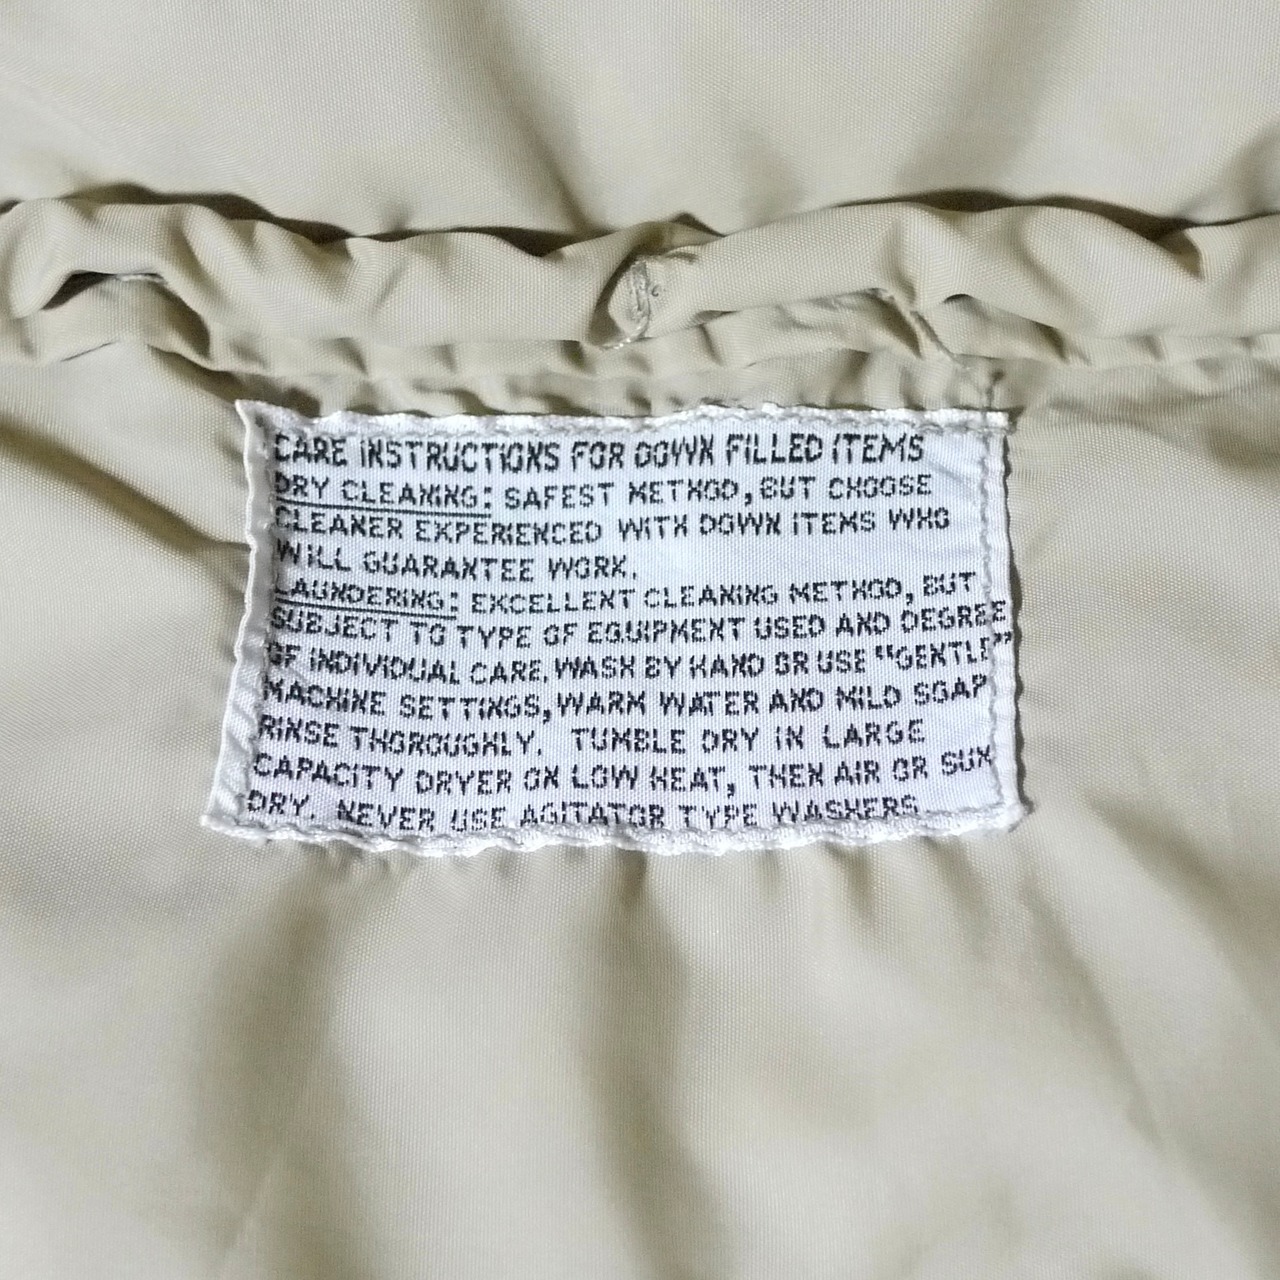 CARE INSTRUCTIONS FOR DOWN FILLED ITEMS
DRY CLEANING: SAFEST METHOD, BUT CHOOSE
CLEANER EXPERIENCED WITH DOWN ITEMS WHO
WILL GUARANTEE WORK.
LAUNDERING: EXCELLENT CLEANING METHOD, BUT
SUBJECT TO TYPE OF EQUIPMENT USED AND DEGREE
OF INDIVIDUAL CARE. WASH BY HAND OR USE "GENTLE"
MACHINE SETTINGS, WARM WATER AND MILD SOAP
RINSE THOROUGHLY. TUMBLE DRY IN LARGE
CAPACITY DRYER ON LOW HEAT, THEN AIR OR SUN
DRY. NEVER USE AGITATOR TYPE WASHERS